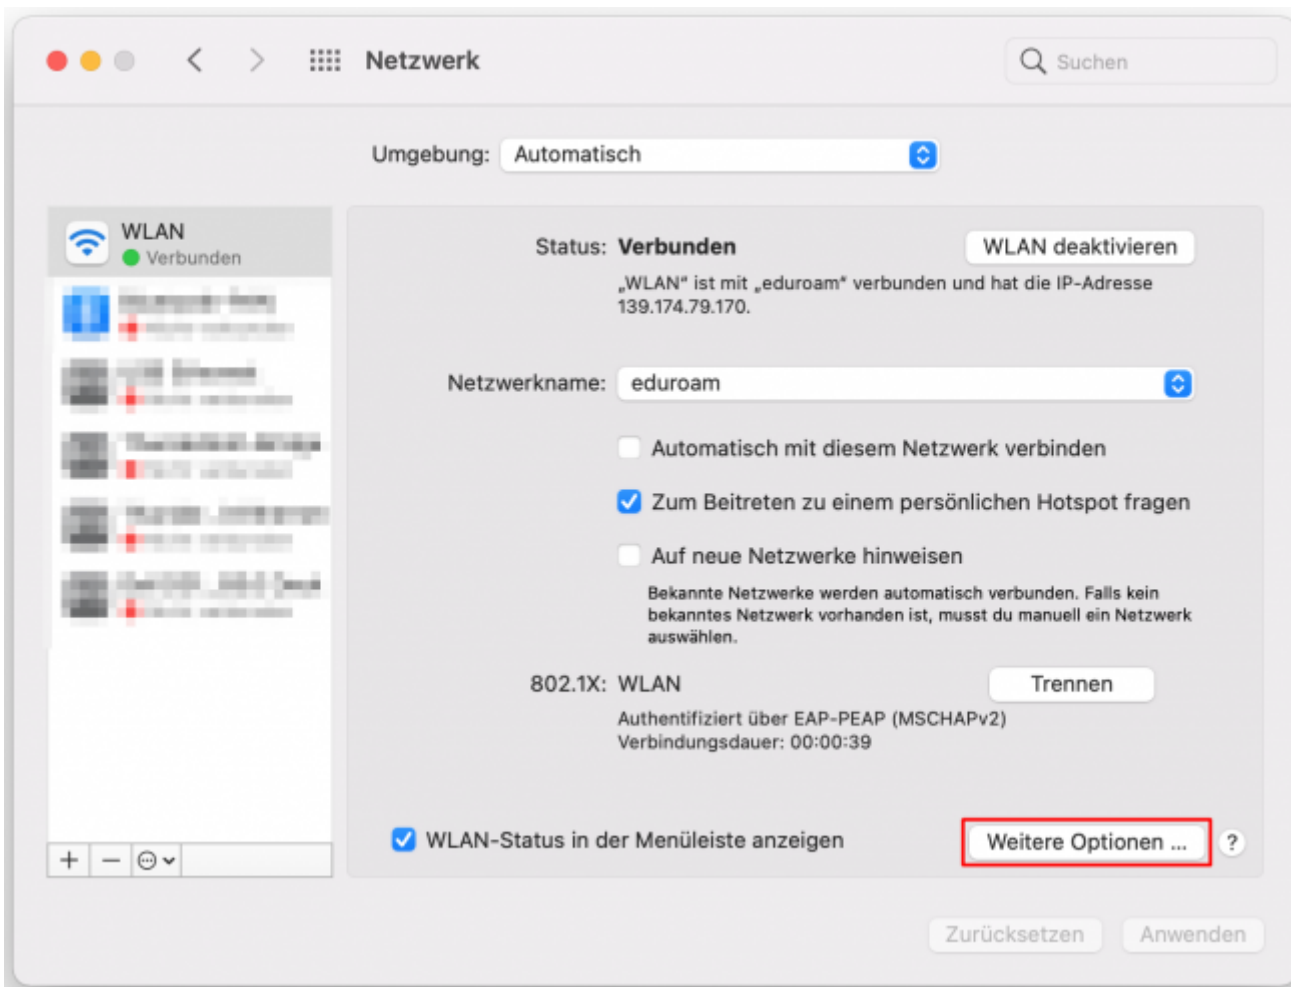 Netzwerk
Suchen
Umgebung: Automatisch
WLAN
Verbunden
Status: Verbunden
WLAN deaktivieren
„WLAN“ ist mit „eduroam“ verbunden und hat die IP-Adresse
139.174.79.170.
Netzwerkname: eduroam
Automatisch mit diesem Netzwerk verbinden
Zum Beitreten zu einem persönlichen Hotspot fragen
Auf neue Netzwerke hinweisen
Bekannte Netzwerke werden automatisch verbunden. Falls kein
bekanntes Netzwerk vorhanden ist, musst du manuell ein Netzwerk
auswählen.
802.1X: WLAN
Trennen
Authentifiziert über EAP-PEAP (MSCHAPv2)
Verbindungsdauer: 00:00:39
WLAN-Status in der Menüleiste anzeigen
Weitere Optionen ...
?
Zurücksetzen
Anwenden